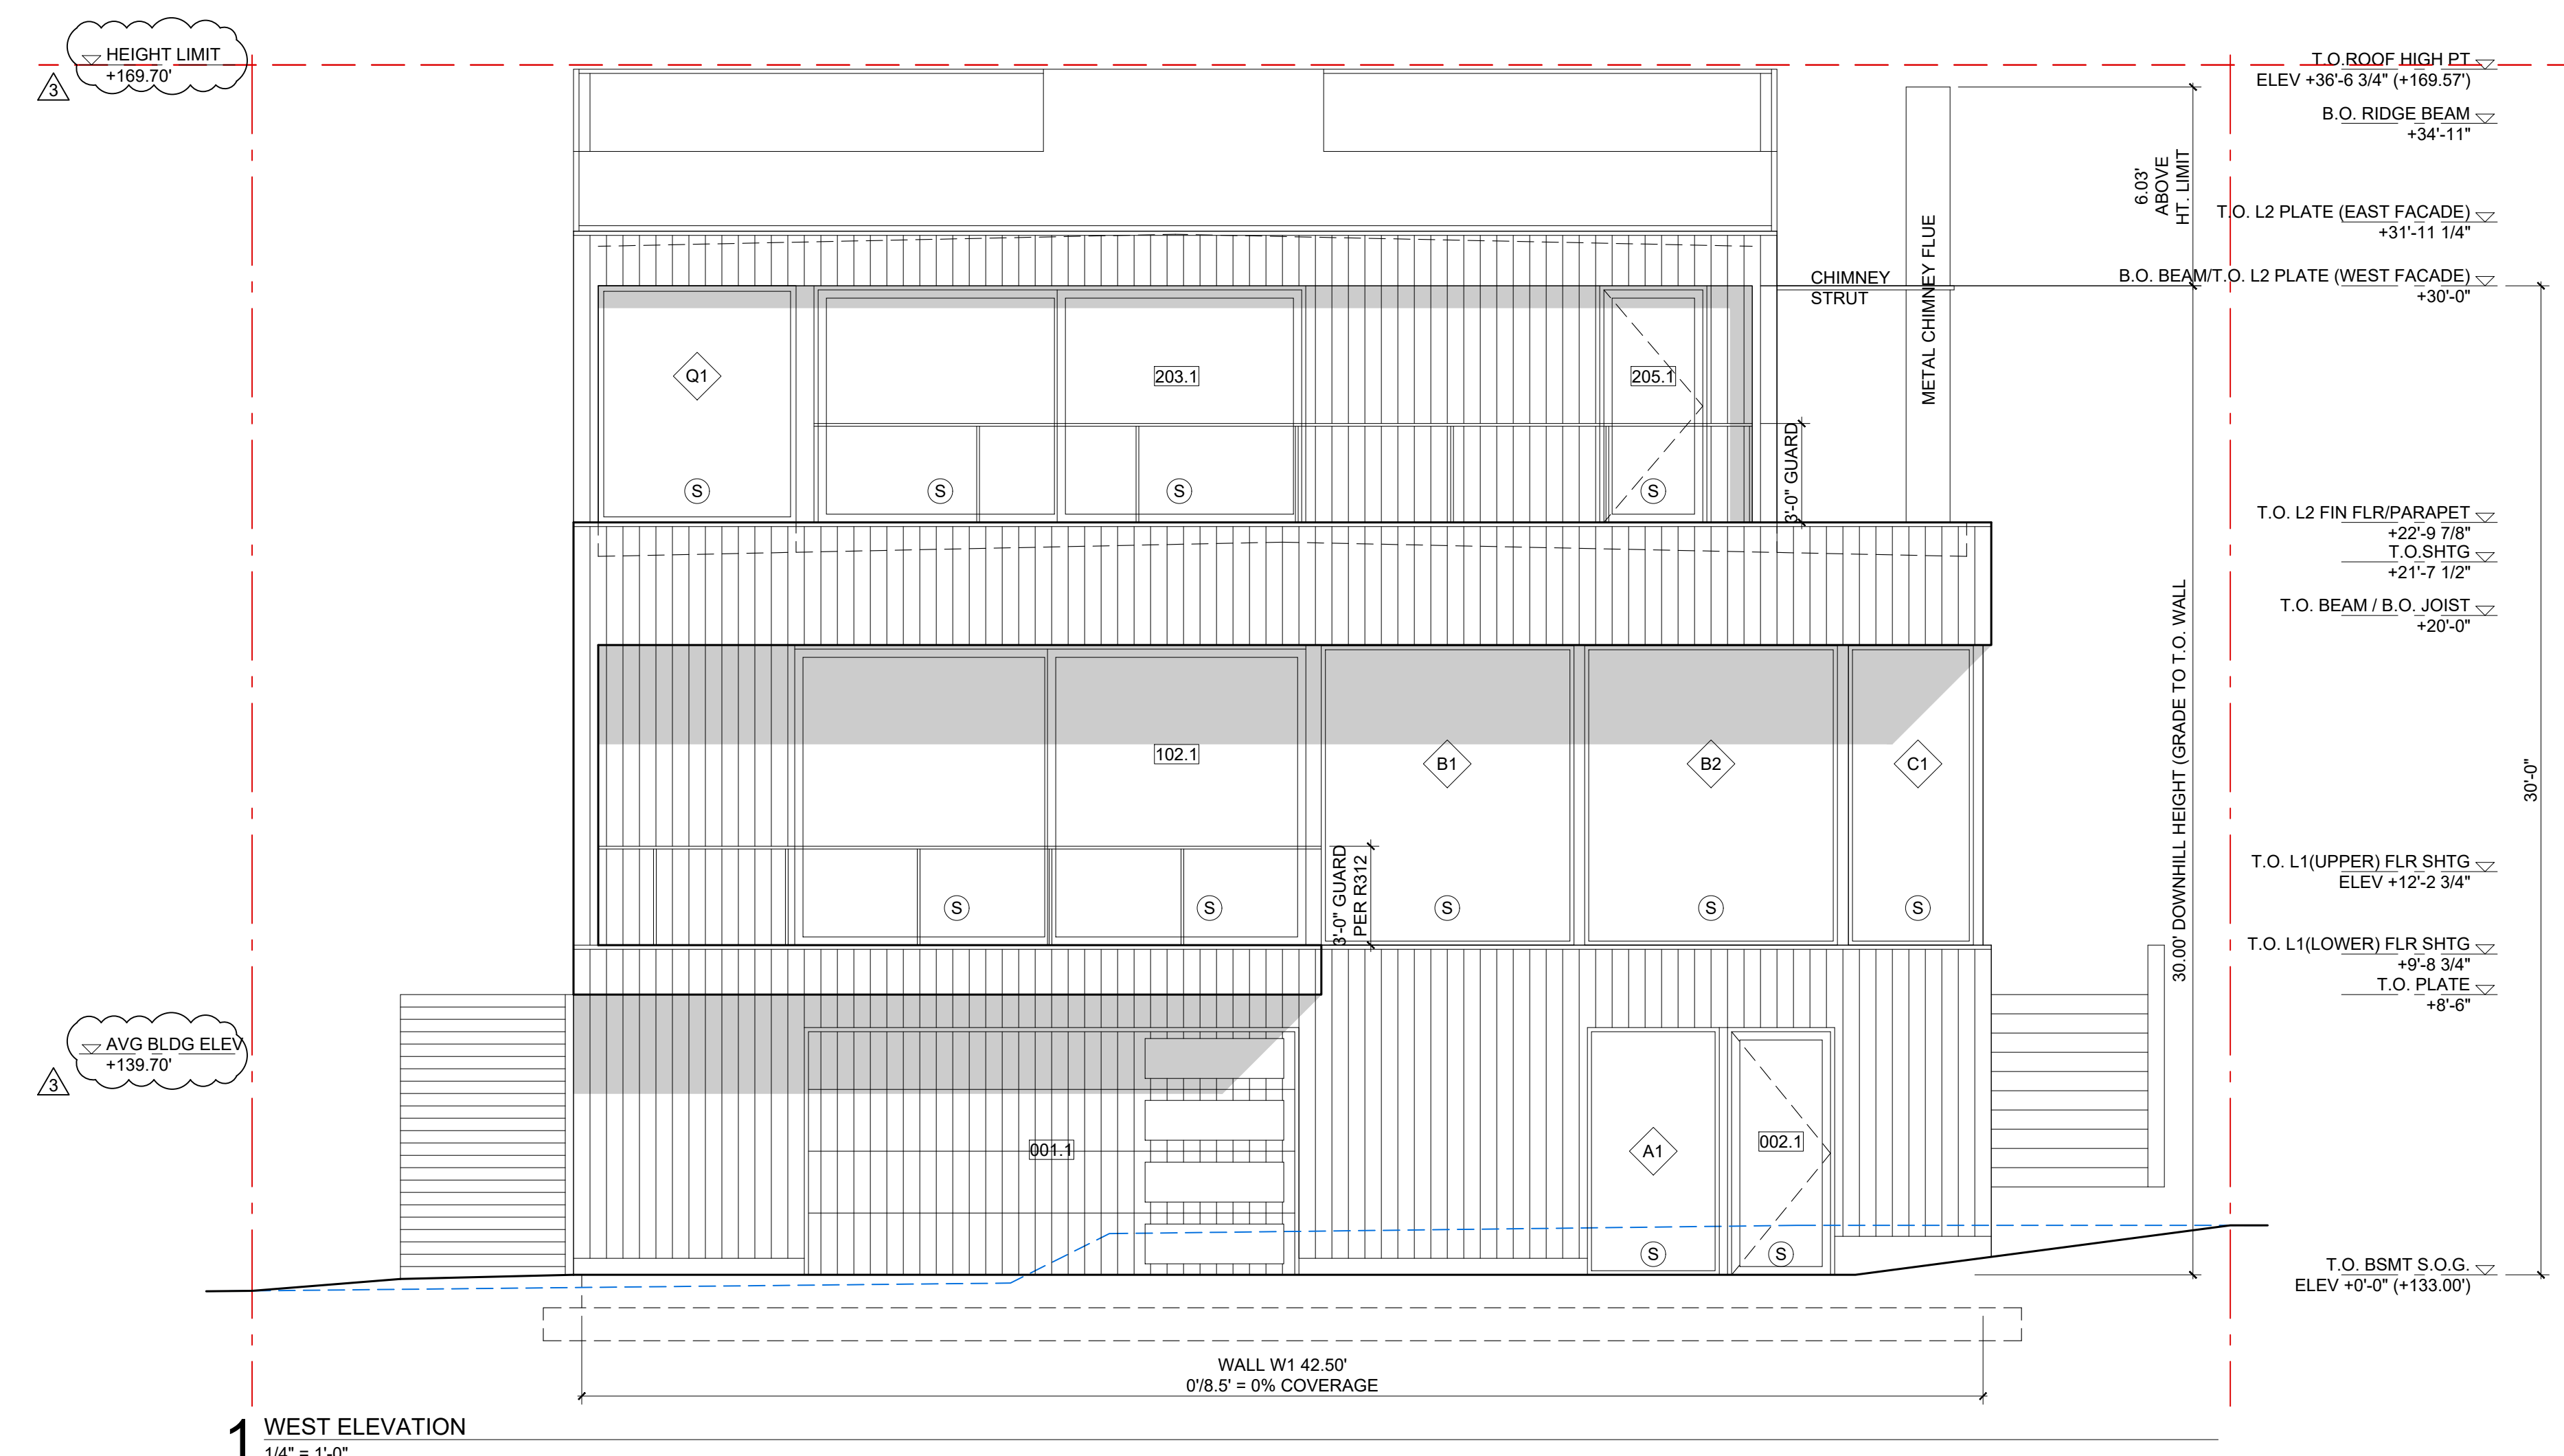 HEIGHT LIMIT
+169.70'
3
T.O.ROOF HIGH PT
ELEV +36'-6 3/4" (+169.57')
B.O. RIDGE BEAM
+34'-11"
6.03'
ABOVE
HT. LIMIT
T.O. L2 PLATE (EAST FACADE)
+31'-11 1/4"
CHIMNEY
STRUT
METAL CHIMNEY FLUE
B.O. BEAM/T.O. L2 PLATE (WEST FACADE)
+30'-0"
Q1
203.1
205.1
S
S
S
S
3'-0" GUARD
T.O. L2 FIN FLR/PARAPET
+22'-9 7/8"
T.O.SHTG
+21'-7 1/2"
T.O. BEAM / B.O. JOIST
+20'-0"
30.00' DOWNHILL HEIGHT (GRADE TO T.O. WALL
30'-0"
102.1
B1
B2
C1
3'-0" GUARD
PER R312
S
S
S
S
S
T.O. L1(UPPER) FLR SHTG
ELEV +12'-2 3/4"
T.O. L1(LOWER) FLR SHTG
+9'-8 3/4"
T.O. PLATE
+8'-6"
AVG BLDG ELEV
+139.70'
3
001.1
A1
002.1
S
S
T.O. BSMT S.O.G.
ELEV +0'-0" (+133.00')
WALL W1 42.50'
0'/8.5' = 0% COVERAGE
1 WEST ELEVATION
1/4" = 1'-0"